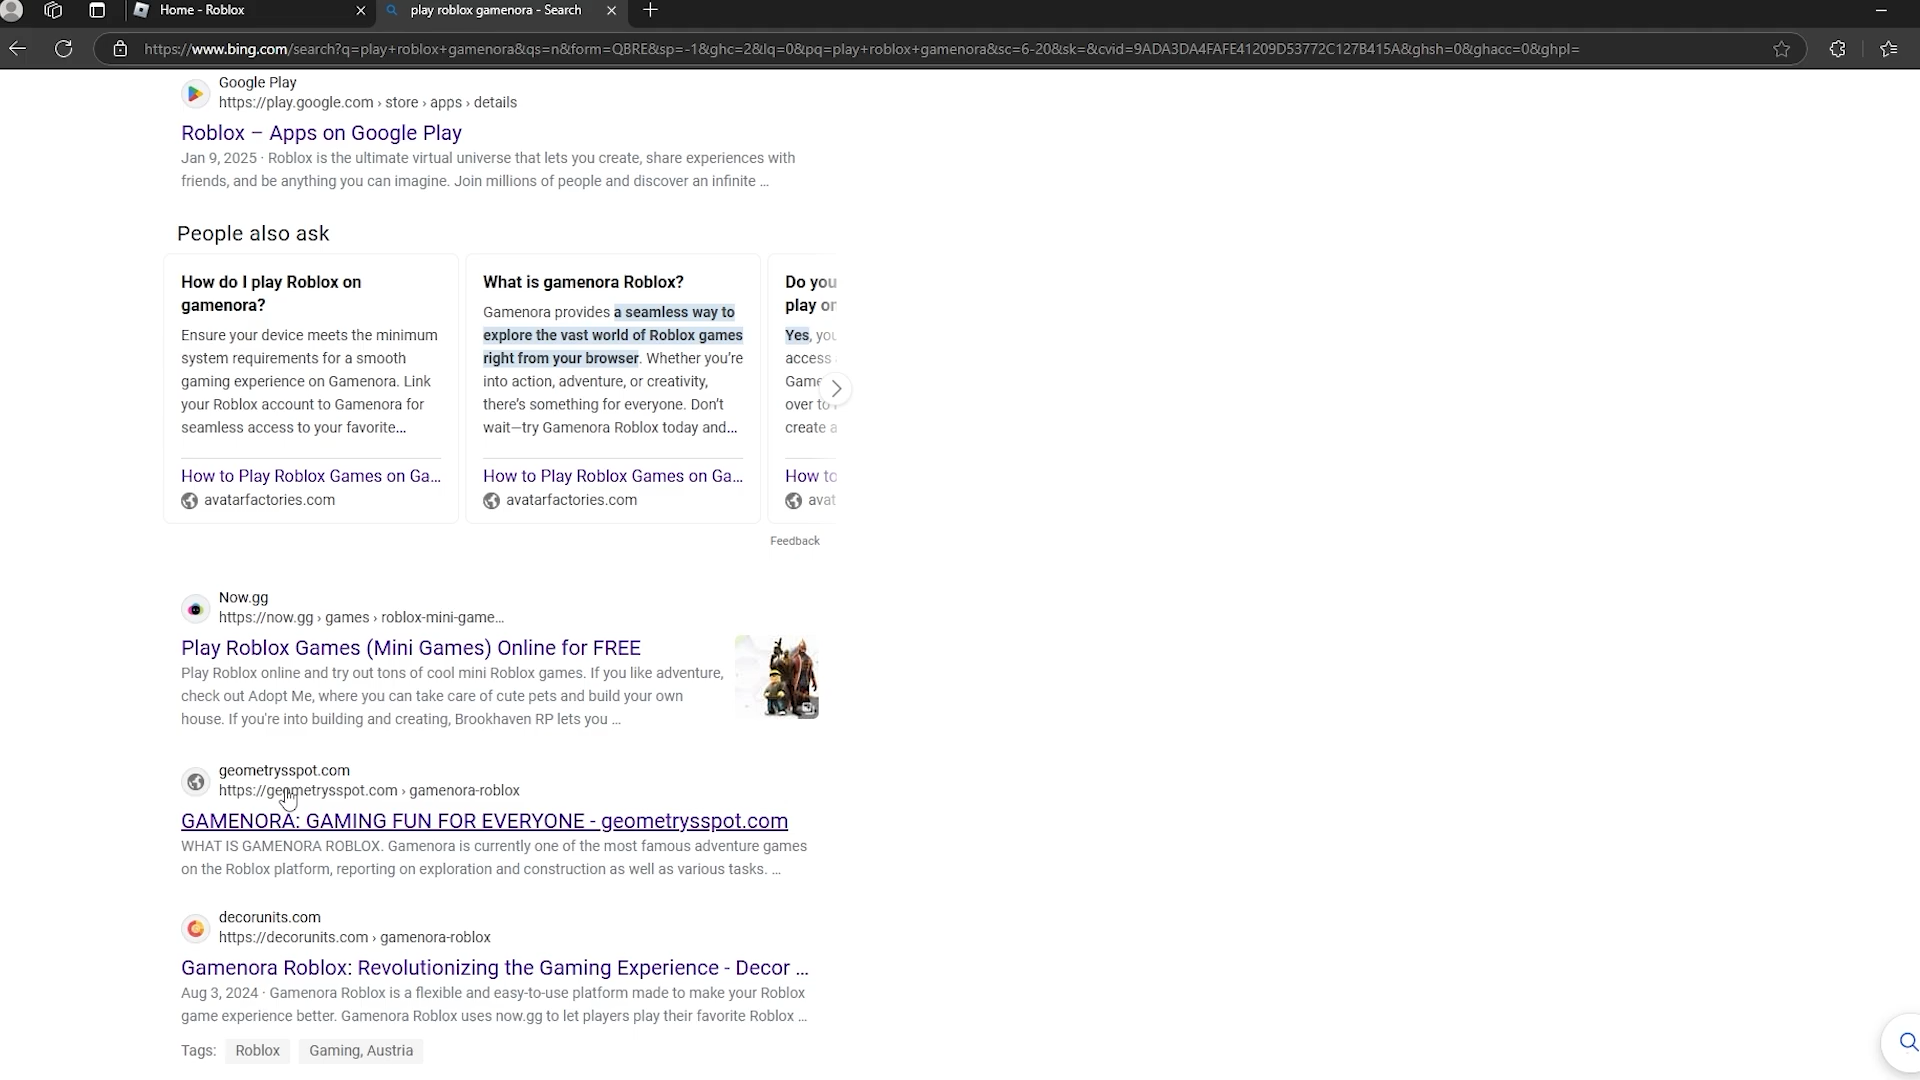 Home - Roblox
play roblox gamenora - Search
https://www.bing.com/search?q=play+roblox+gamenora&qs=n&form=QBRE&sp=-1&ghc=2&lq=0&pq=play+roblox+gamenora&sc=6-20&sk=&cvid=9ADA3DA4FAFE41209D53772C127B415A&ghsh=0&ghacc=0&ghpl=
Google Play
https://play.google.com › store › apps › details
Roblox – Apps on Google Play
Jan 9, 2025 · Roblox is the ultimate virtual universe that lets you create, share experiences with
friends, and be anything you can imagine. Join millions of people and discover an infinite ...
People also ask
How do I play Roblox on
gamenora?
Ensure your device meets the minimum
system requirements for a smooth
gaming experience on Gamenora. Link
your Roblox account to Gamenora for
seamless access to your favorite...
How to Play Roblox Games on Ga...
avatarfactories.com
What is gamenora Roblox?
Gamenora provides a seamless way to
explore the vast world of Roblox games
right from your browser. Whether you're
into action, adventure, or creativity,
there's something for everyone. Don't
wait—try Gamenora Roblox today and...
How to Play Roblox Games on Ga...
avatarfactories.com
Do you
play on
Yes, you
access
Game
over to
create a
How to
avat
Feedback
Now.gg
https://now.gg › games › roblox-mini-game...
Play Roblox Games (Mini Games) Online for FREE
Play Roblox online and try out tons of cool mini Roblox games. If you like adventure,
check out Adopt Me, where you can take care of cute pets and build your own
house. If you're into building and creating, Brookhaven RP lets you ...
geometrysspot.com
https://geometrysspot.com › gamenora-roblox
GAMENORA: GAMING FUN FOR EVERYONE - geometrysspot.com
WHAT IS GAMENORA ROBLOX. Gamenora is currently one of the most famous adventure games
on the Roblox platform, reporting on exploration and construction as well as various tasks. ...
decorunits.com
https://decorunits.com › gamenora-roblox
Gamenora Roblox: Revolutionizing the Gaming Experience - Decor ...
Aug 3, 2024 · Gamenora Roblox is a flexible and easy-to-use platform made to make your Roblox
game experience better. Gamenora Roblox uses now.gg to let players play their favorite Roblox ...
Tags: Roblox Gaming, Austria